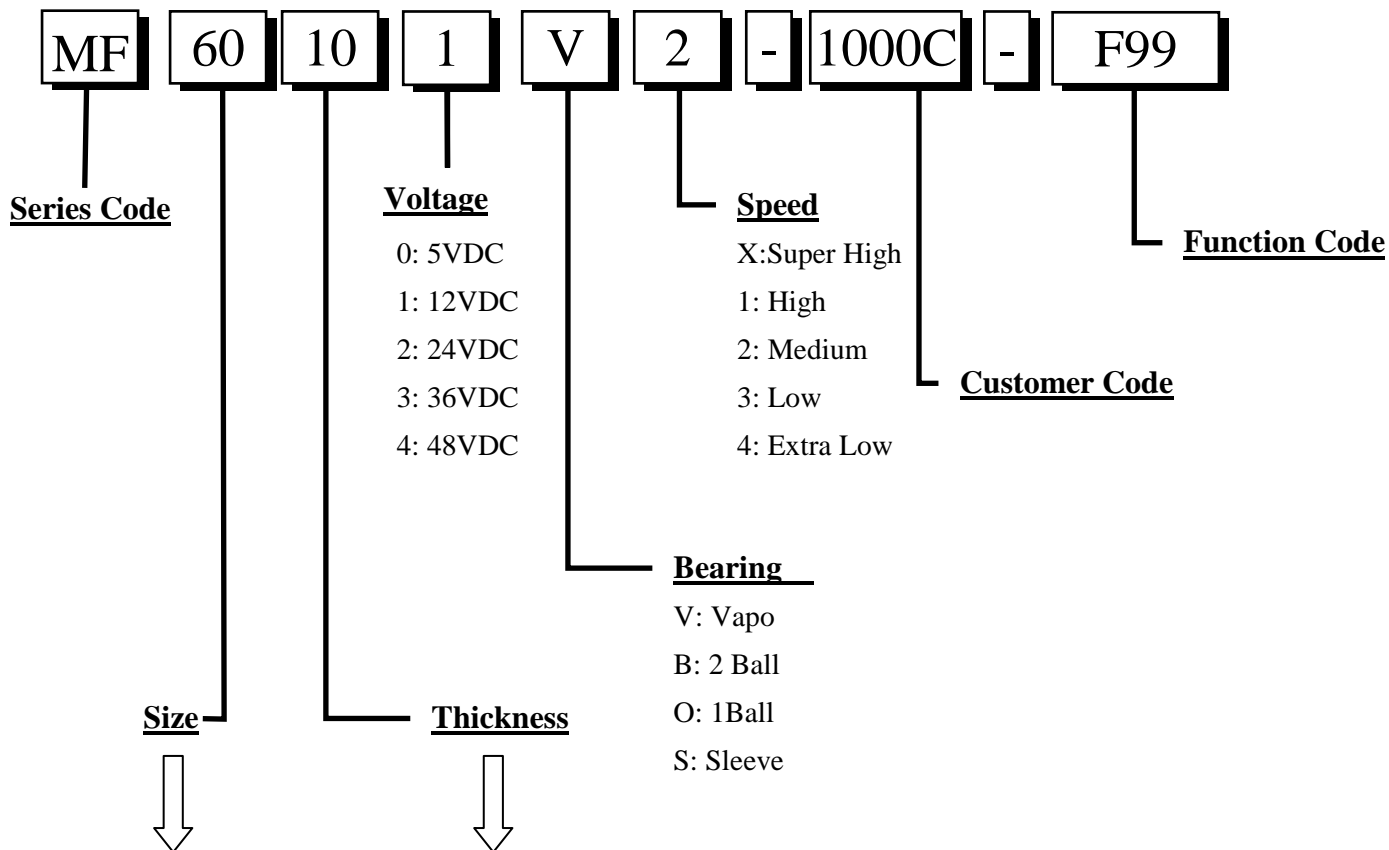 MF 60 10 1 V 2 - 1000C - F99
Series Code
Voltage
0: 5VDC
1: 12VDC
2: 24VDC
3: 36VDC
4: 48VDC
Speed
X:Super High
1: High
2: Medium
3: Low
4: Extra Low
Function Code
Customer Code
Bearing
V: Vapo
B: 2 Ball
O: 1Ball
S: Sleeve
Size
Thickness